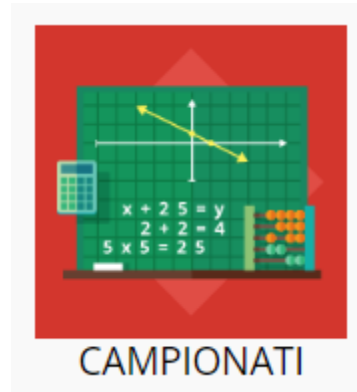 x + 2 5 = y
2 + 2 = 4
5 x 5 = 2 5
CAMPIONATI